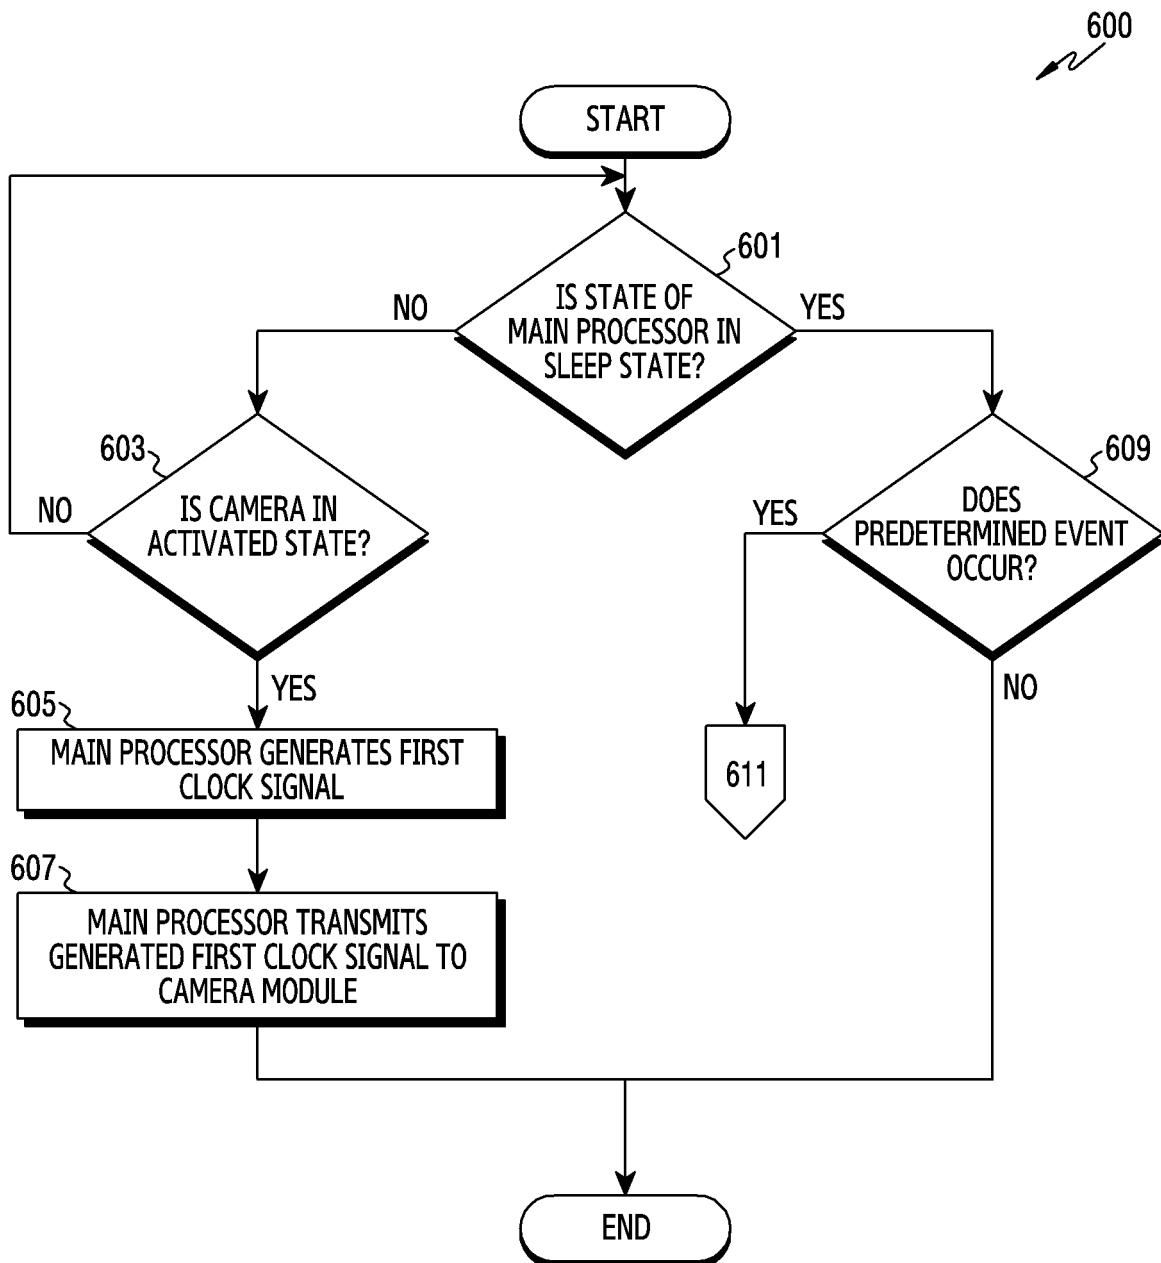 600
START
601
IS STATE OF
MAIN PROCESSOR IN
SLEEP STATE?
NO
YES
603
IS CAMERA IN
ACTIVATED STATE?
NO
YES
609
DOES
PREDETERMINED EVENT
OCCUR?
YES
NO
605
MAIN PROCESSOR GENERATES FIRST
CLOCK SIGNAL
611
607
MAIN PROCESSOR TRANSMITS
GENERATED FIRST CLOCK SIGNAL TO
CAMERA MODULE
END